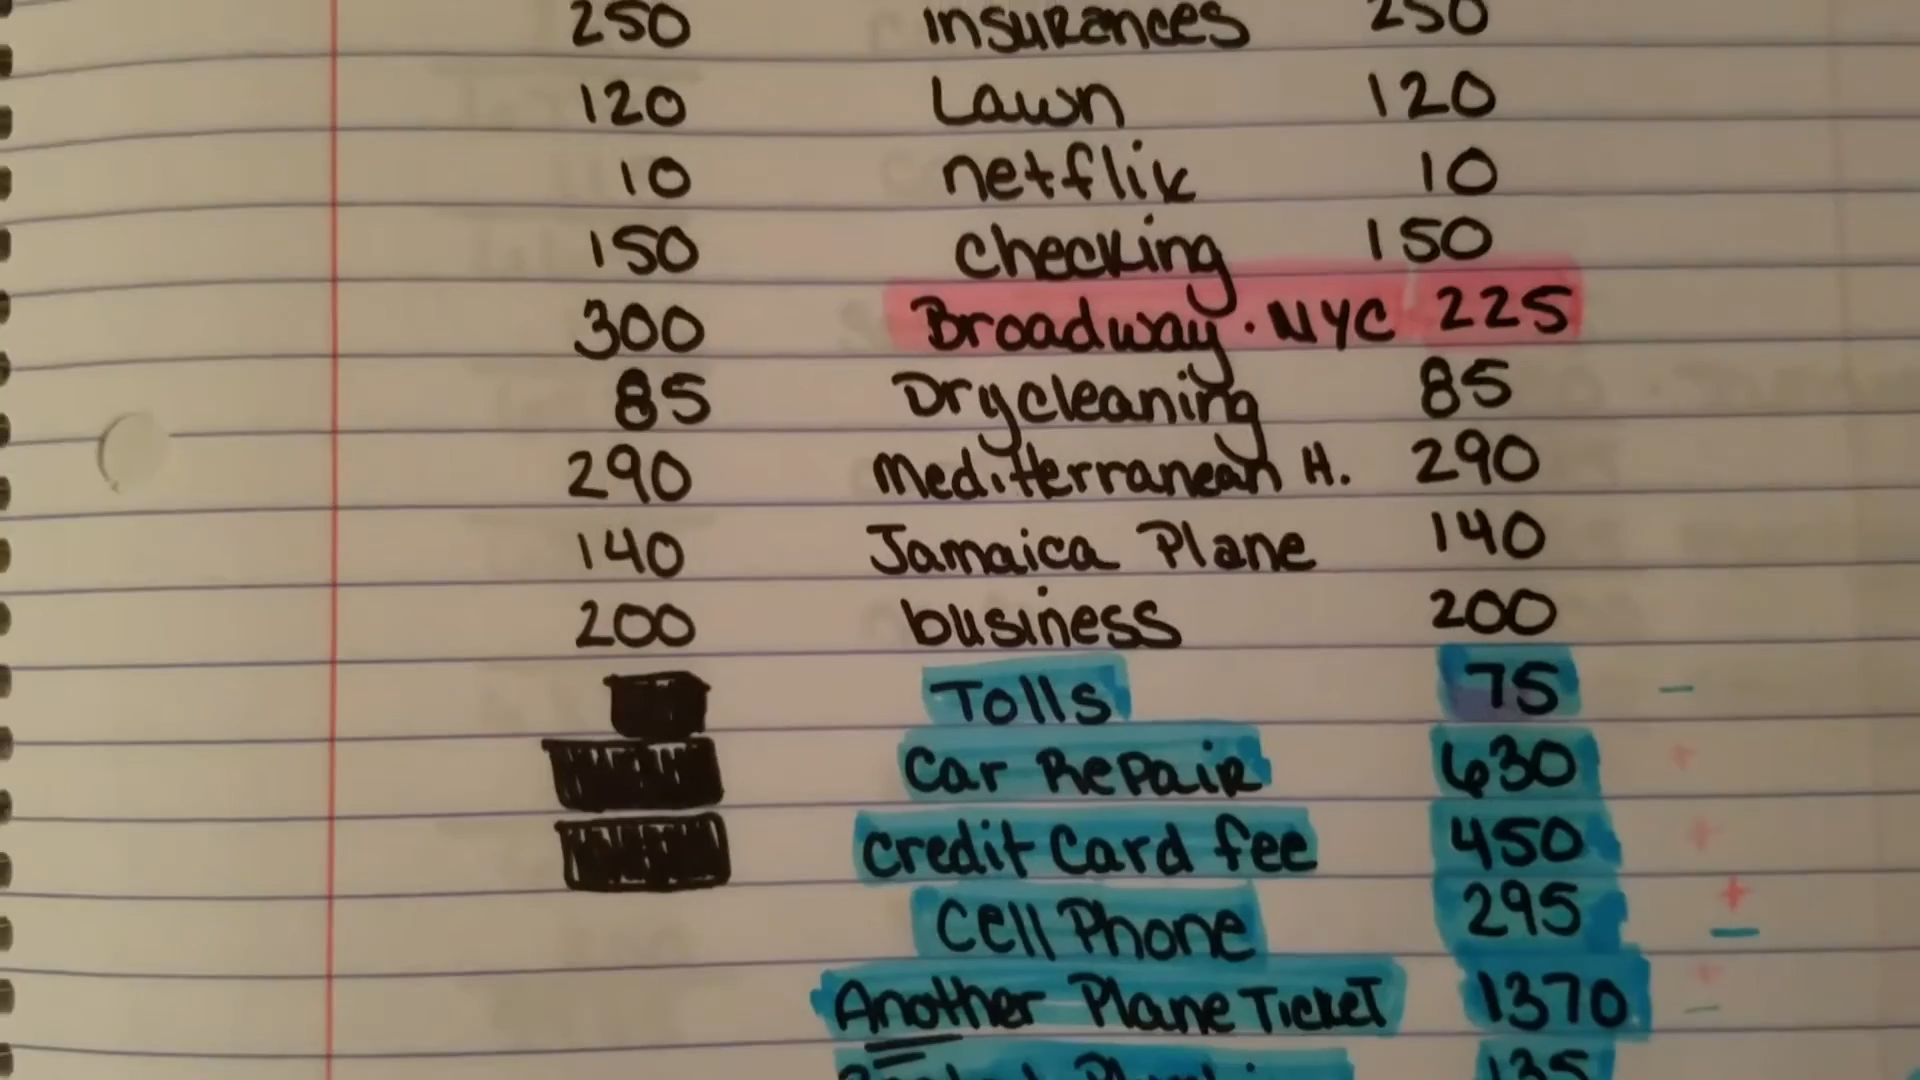 250 Insurances 250
120 Lawn 120
10 netflix 10
150 checking 150
300 Broadway · NYC 225
85 Drycleaning 85
290 Mediterranean H. 290
140 Jamaica Plane 140
200 business 200
Tolls 75 -
Car Repair 630 +
Credit Card fee 450 +
Cell Phone 295 + -
Another Plane Ticket 1370 + -
135